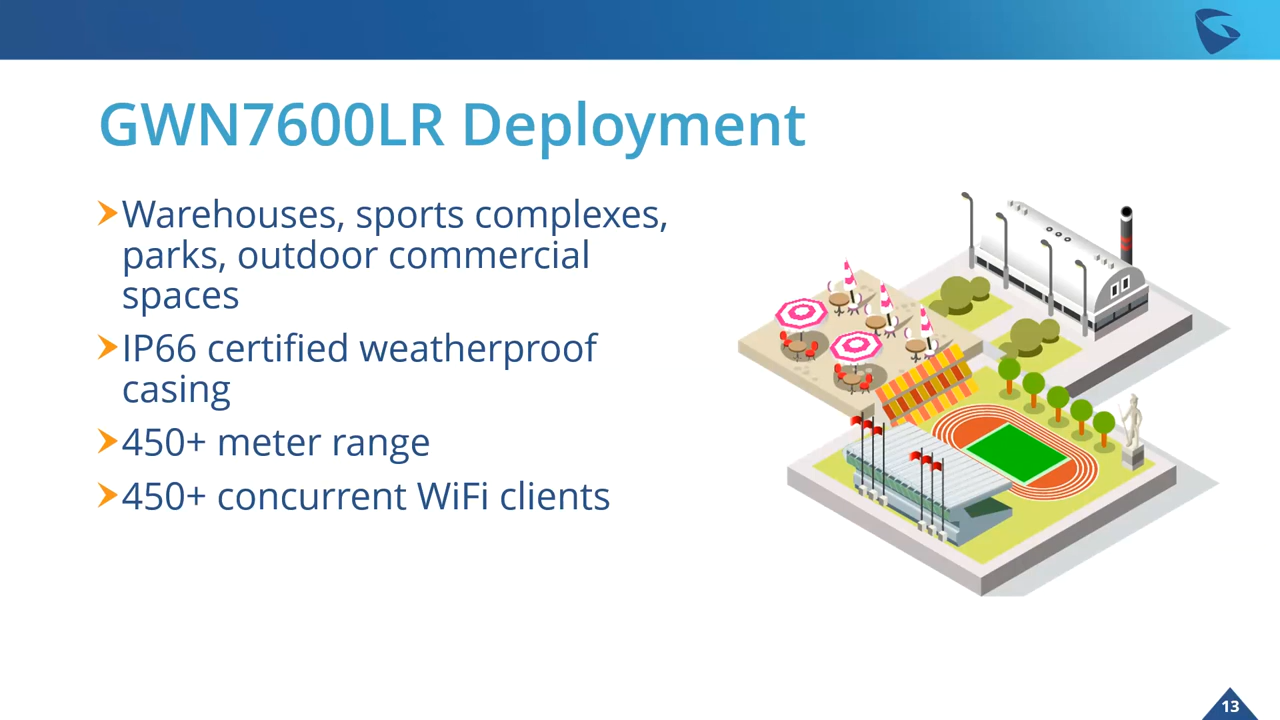 GWN7600LR Deployment
Warehouses, sports complexes,
parks, outdoor commercial
spaces
IP66 certified weatherproof
casing
450+ meter range
450+ concurrent WiFi clients
13